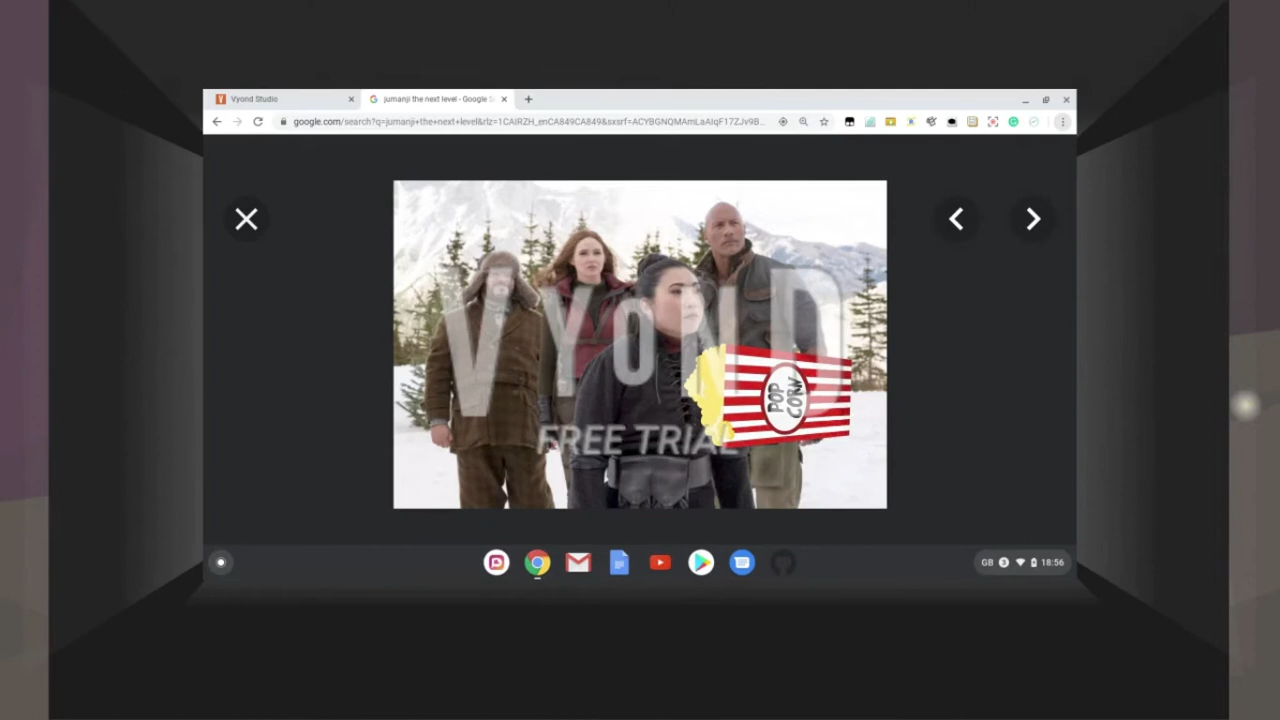 Vyond Studio
jumanji the next level - Google S
google.com/search?q=jumanji+the+next+level&rlz=1CAIRZH_enCA849CA849&sxsrf=ACYBGNQMAmLaAIqF17ZJv9B...
VYOND
FREE TRIAL
POP
CORN
GB 3 18:56